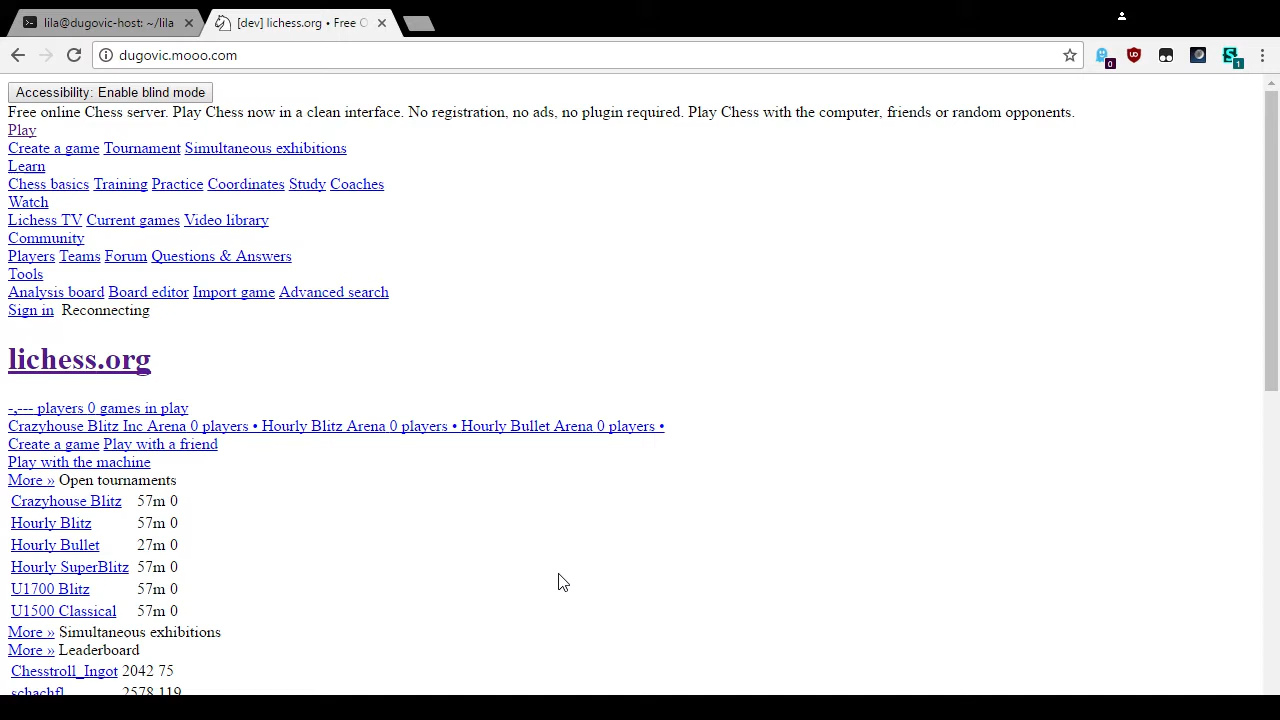 lila@dugovic-host: ~/lila
[dev] lichess.org • Free O
dugovic.mooo.com
0
1
Accessibility: Enable blind mode
Free online Chess server. Play Chess now in a clean interface. No registration, no ads, no plugin required. Play Chess with the computer, friends or random opponents.
Play
Create a game Tournament Simultaneous exhibitions
Learn
Chess basics Training Practice Coordinates Study Coaches
Watch
Lichess TV Current games Video library
Community
Players Teams Forum Questions & Answers
Tools
Analysis board Board editor Import game Advanced search
Sign in Reconnecting
lichess.org
-,--- players 0 games in play
Crazyhouse Blitz Inc Arena 0 players • Hourly Blitz Arena 0 players • Hourly Bullet Arena 0 players •
Create a game Play with a friend
Play with the machine
More » Open tournaments
Crazyhouse Blitz 57m 0
Hourly Blitz 57m 0
Hourly Bullet 27m 0
Hourly SuperBlitz 57m 0
U1700 Blitz 57m 0
U1500 Classical 57m 0
More » Simultaneous exhibitions
More » Leaderboard
Chesstroll_Ingot 2042 75
schachfl 2578 119